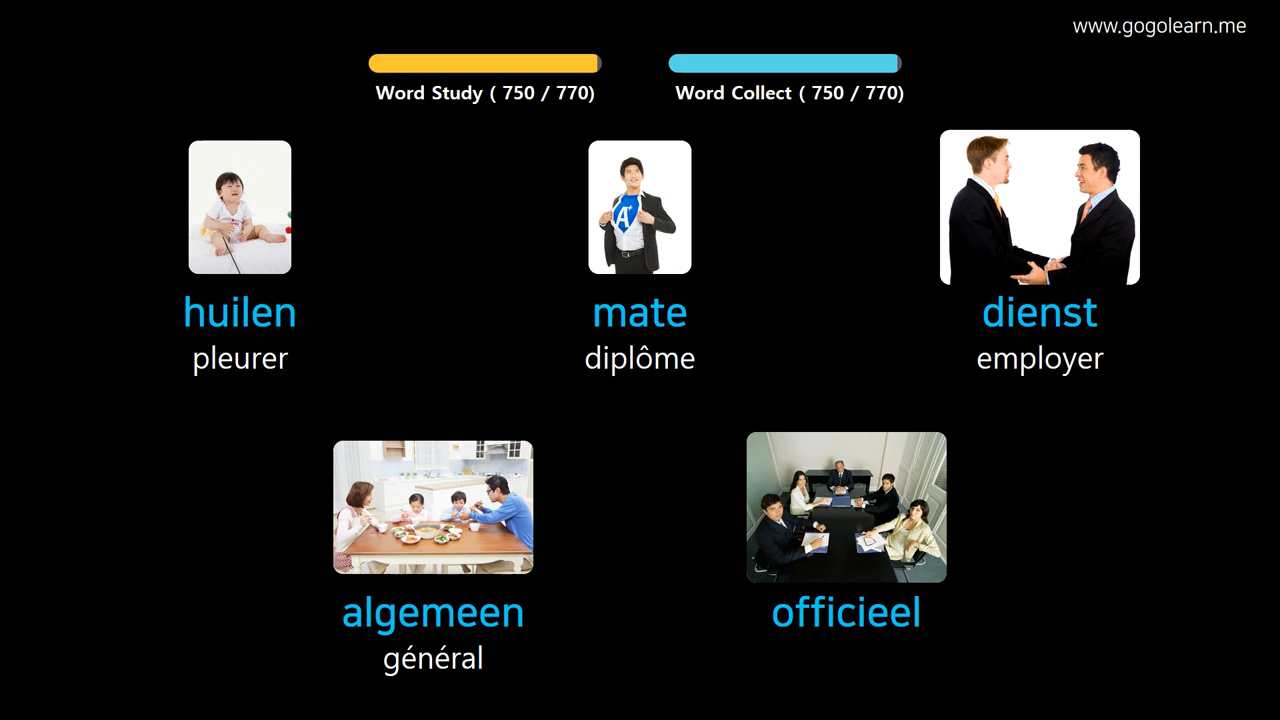 www.gogolearn.me
Word Study ( 750 / 770)
Word Collect ( 750 / 770)
A+
huilen
pleurer
mate
diplôme
dienst
employer
algemeen
général
officieel